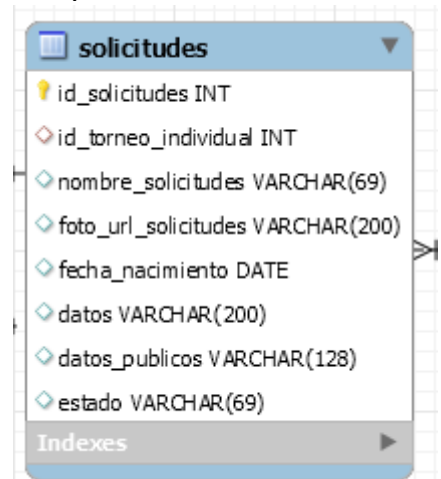 solicitudes
id_solicitudes INT
id_torneo_individual INT
nombre_solicitudes VARCHAR(69)
foto_url_solicitudes VARCHAR(200)
fecha_nacimiento DATE
datos VARCHAR(200)
datos_publicos VARCHAR(128)
estado VARCHAR(69)
Indexes